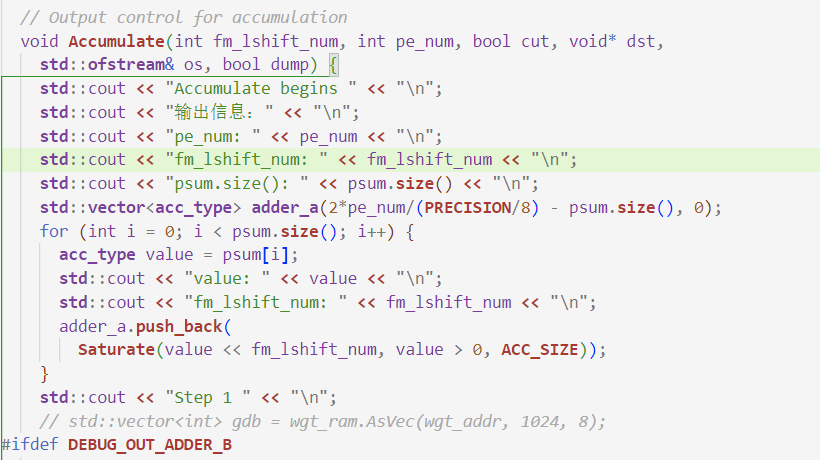 // Output control for accumulation
void Accumulate(int fm_lshift_num, int pe_num, bool cut, void* dst,
std::ofstream& os, bool dump) {
std::cout << "Accumulate begins " << "\n";
std::cout << "输出信息: " << "\n";
std::cout << "pe_num: " << pe_num << "\n";
std::cout << "fm_lshift_num: " << fm_lshift_num << "\n";
std::cout << "psum.size(): " << psum.size() << "\n";
std::vector<acc_type> adder_a(2*pe_num/(PRECISION/8) - psum.size(), 0);
for (int i = 0; i < psum.size(); i++) {
acc_type value = psum[i];
std::cout << "value: " << value << "\n";
std::cout << "fm_lshift_num: " << fm_lshift_num << "\n";
adder_a.push_back(
Saturate(value << fm_lshift_num, value > 0, ACC_SIZE));
}
std::cout << "Step 1 " << "\n";
// std::vector<int> gdb = wgt_ram.AsVec(wgt_addr, 1024, 8);
#ifdef DEBUG_OUT_ADDER_B